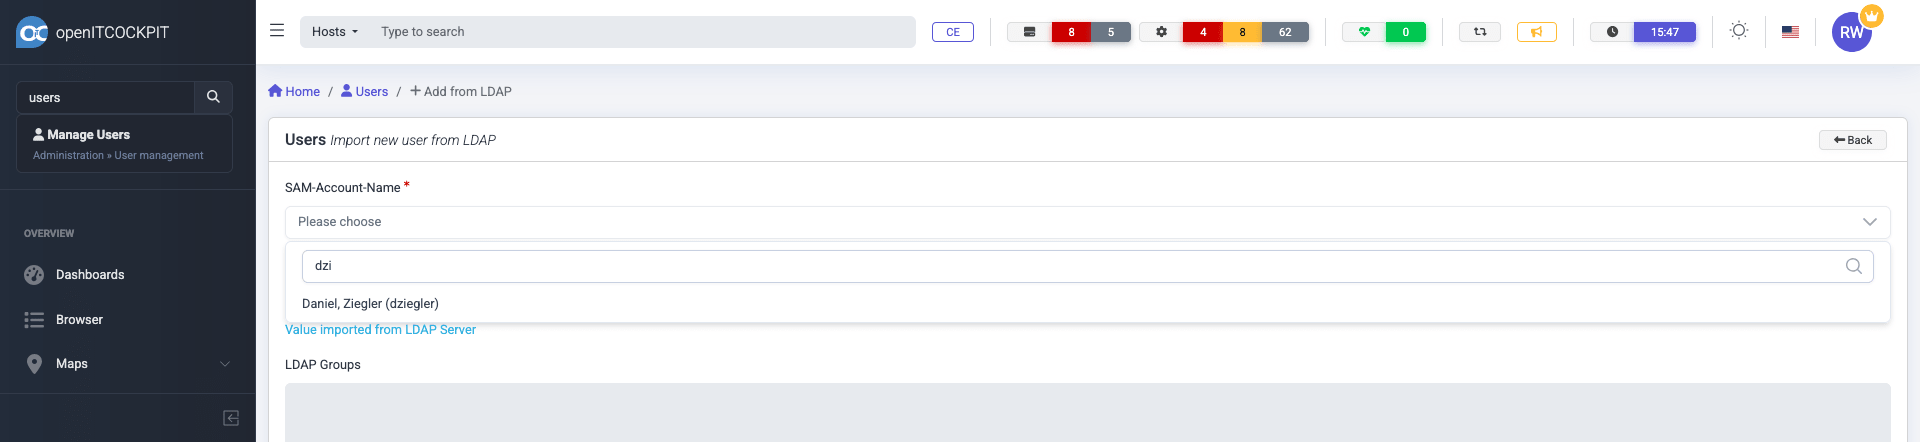 openITCOCKPIT
Hosts Type to search CE 8 5 4 8 62 0 15:47 RW
users
Manage Users
Administration » User management
OVERVIEW
Dashboards
Browser
Maps
Home / Users / Add from LDAP
Users Import new user from LDAP Back
SAM-Account-Name *
Please choose
dzi
Daniel, Ziegler (dziegler)
Value imported from LDAP Server
LDAP Groups